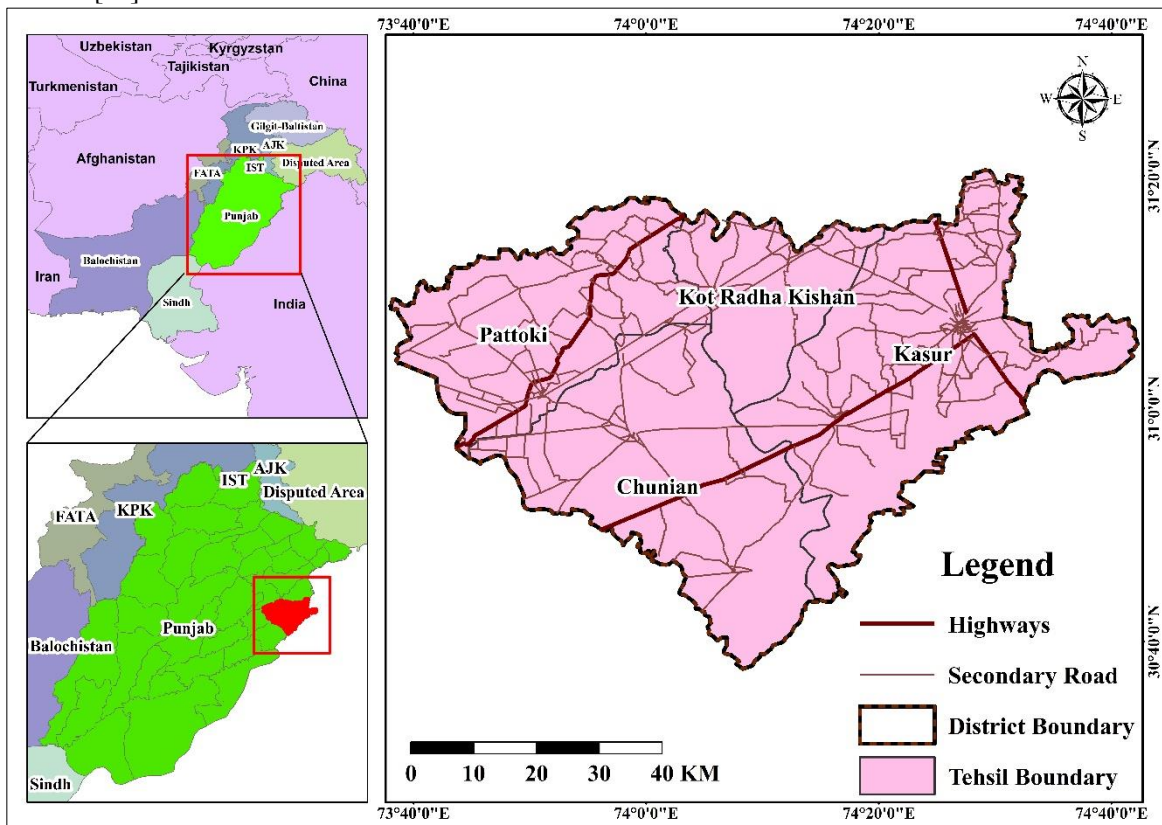 Uzbekistan
Kyrgyzstan
Tajikistan
Turkmenistan
China
Gilgit-Baltistan
KPK
AJK
Afghanistan
IST
Disputed Area
FATA
Punjab
Balochistan
Iran
Sindh
India
AJK
IST
Disputed Area
FATA
KPK
Punjab
Balochistan
Sindh
73°40'0"E
74°0'0"E
74°20'0"E
74°40'0"E
N
W
E
S
31°20'0"N
31°0'0"N
30°40'0"N
Kot Radha Kishan
Pattoki
Kasur
Chunian
Legend
Highways
Secondary Road
District Boundary
Tehsil Boundary
0 10 20 30 40 KM
73°40'0"E
74°0'0"E
74°20'0"E
74°40'0"E